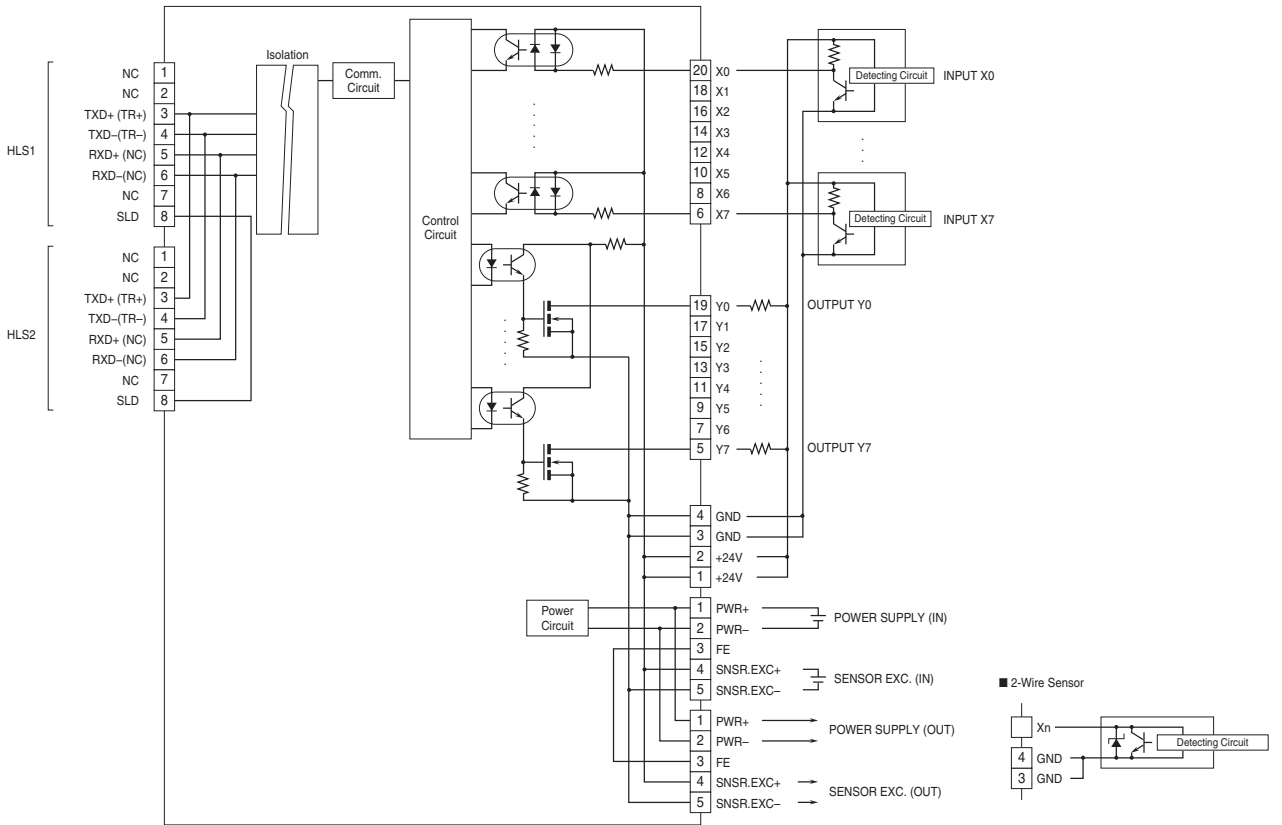 HLS1
NC 1
NC 2
TXD+ (TR+) 3
TXD−(TR−) 4
RXD+ (NC) 5
RXD−(NC) 6
NC 7
SLD 8
HLS2
NC 1
NC 2
TXD+ (TR+) 3
TXD−(TR−) 4
RXD+ (NC) 5
RXD−(NC) 6
NC 7
SLD 8
Isolation
Comm.
Circuit
Control
Circuit
Power
Circuit
20 X0
18 X1
16 X2
14 X3
12 X4
10 X5
8 X6
6 X7
Detecting Circuit
INPUT X0
Detecting Circuit
INPUT X7
19 Y0
OUTPUT Y0
17 Y1
15 Y2
13 Y3
11 Y4
9 Y5
7 Y6
5 Y7
OUTPUT Y7
4 GND
3 GND
2 +24V
1 +24V
1 PWR+
2 PWR−
POWER SUPPLY (IN)
3 FE
4 SNSR.EXC+
5 SNSR.EXC−
SENSOR EXC. (IN)
1 PWR+
2 PWR−
POWER SUPPLY (OUT)
3 FE
4 SNSR.EXC+
5 SNSR.EXC−
SENSOR EXC. (OUT)
■ 2-Wire Sensor
Xn
4 GND
3 GND
Detecting Circuit